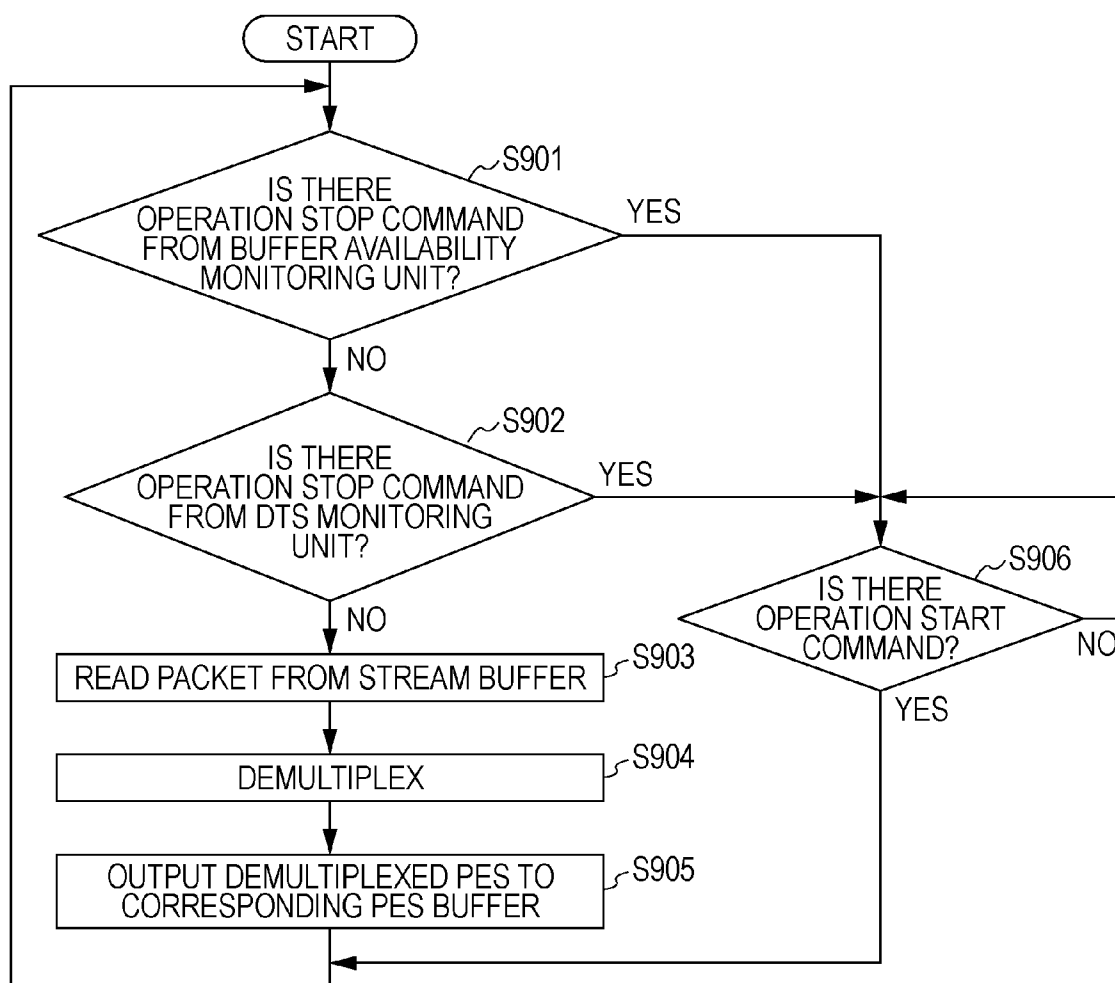 START
S901
IS THERE
OPERATION STOP COMMAND
FROM BUFFER AVAILABILITY
MONITORING UNIT?
YES
NO
S902
IS THERE
OPERATION STOP COMMAND
FROM DTS MONITORING
UNIT?
YES
NO
S906
IS THERE
OPERATION START
COMMAND?
NO
YES
S903
READ PACKET FROM STREAM BUFFER
S904
DEMULTIPLEX
S905
OUTPUT DEMULTIPLEXED PES TO
CORRESPONDING PES BUFFER